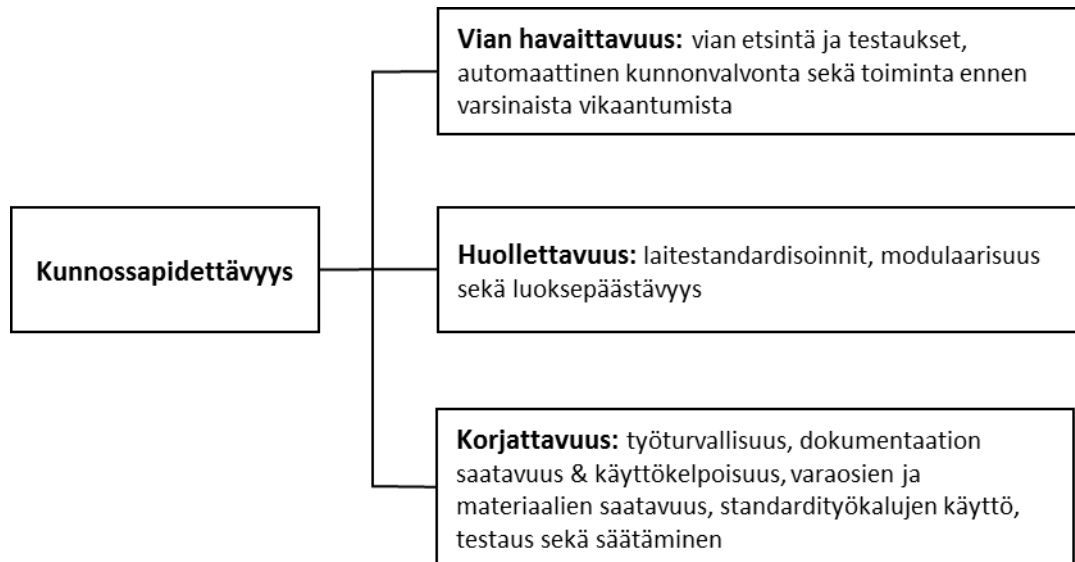 Kunnossapidettävyys
Vian havaittavuus: vian etsintä ja testaukset,
automaattinen kunnonvalvonta sekä toiminta ennen
varsinaista vikaantumista
Huollettavuus: laitestandardisoinnit, modulaarisuus
sekä luoksepäästävyys
Korjattavuus: työturvallisuus, dokumentaation
saatavuus & käyttökelpoisuus, varaosien ja
materiaalien saatavuus, standardityökalujen käyttö,
testaus sekä säätäminen